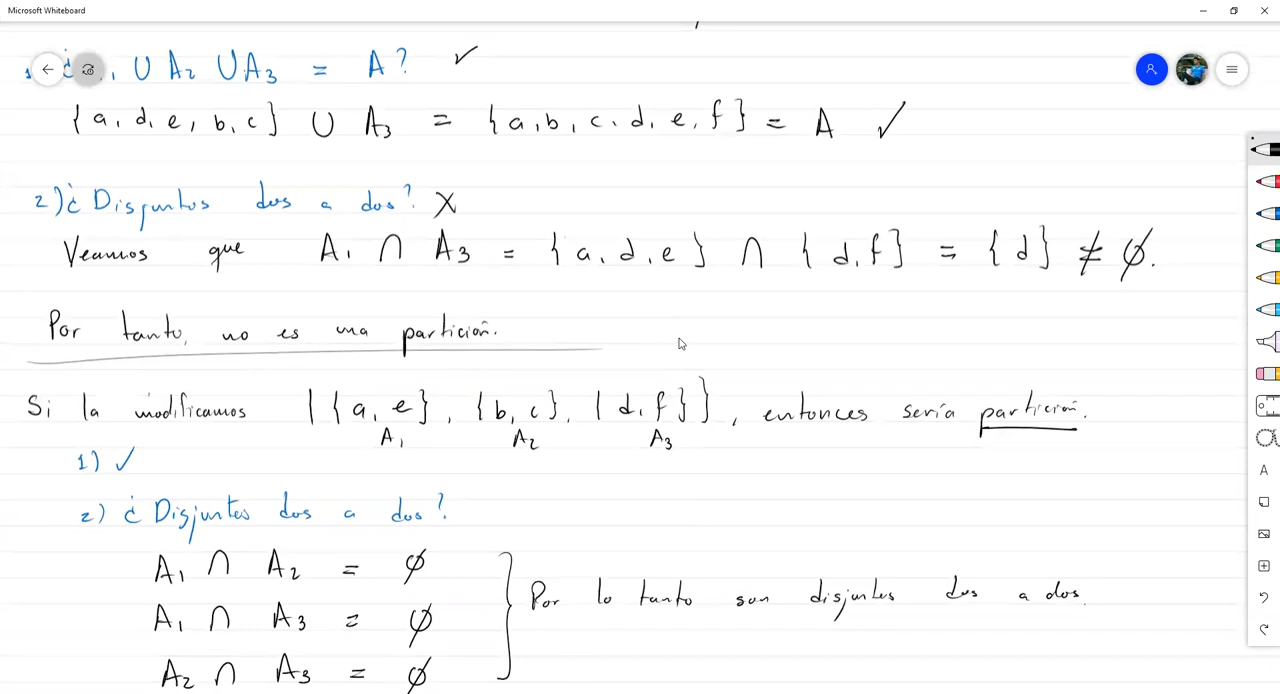 Microsoft Whiteboard
∪ A₂ ∪ A₃ = A? ✓
{a, d, e, b, c} ∪ A₃ = {a, b, c, d, e, f} = A ✓
2) ¿Disjuntos dos a dos? X
Veamos que A₁ ∩ A₃ = {a, d, e} ∩ {d, f} = {d} ≠ ∅.
Por tanto, no es una partición.
Si la modificamos {{a, e}, {b, c}, {d, f}}, entonces sería partición.
A₁ A₂ A₃
1) ✓
2) ¿Disjuntos dos a dos?
A₁ ∩ A₂ = ∅
A₁ ∩ A₃ = ∅
A₂ ∩ A₃ = ∅
Por lo tanto son disjuntos dos a dos.
A